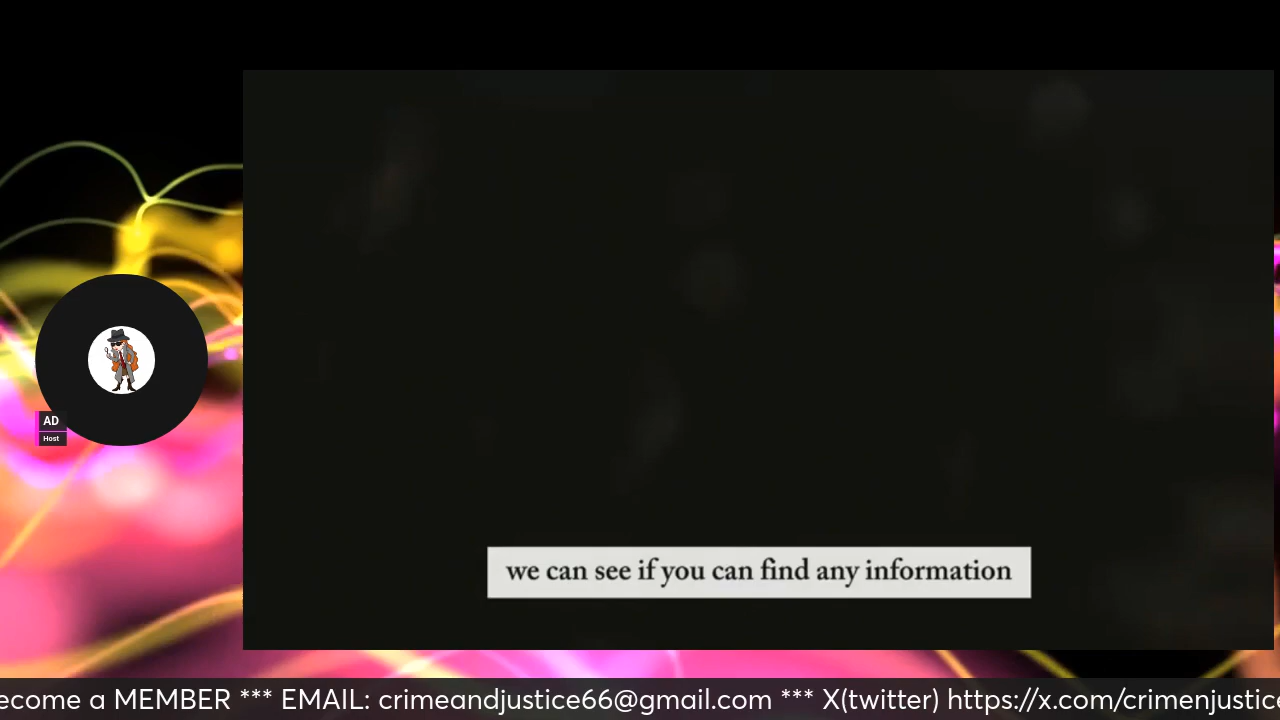 AD
Host
we can see if you can find any information
ecome a MEMBER *** EMAIL: crimeandjustice66@gmail.com *** X(twitter) https://x.com/crimenjustic